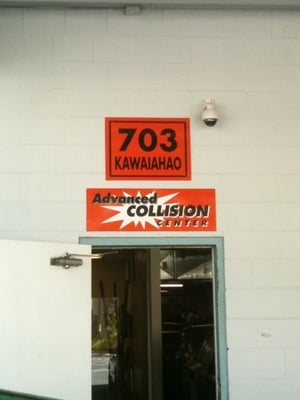 703
KAWAIAHAO
Advanced
COLLISION
CENTER